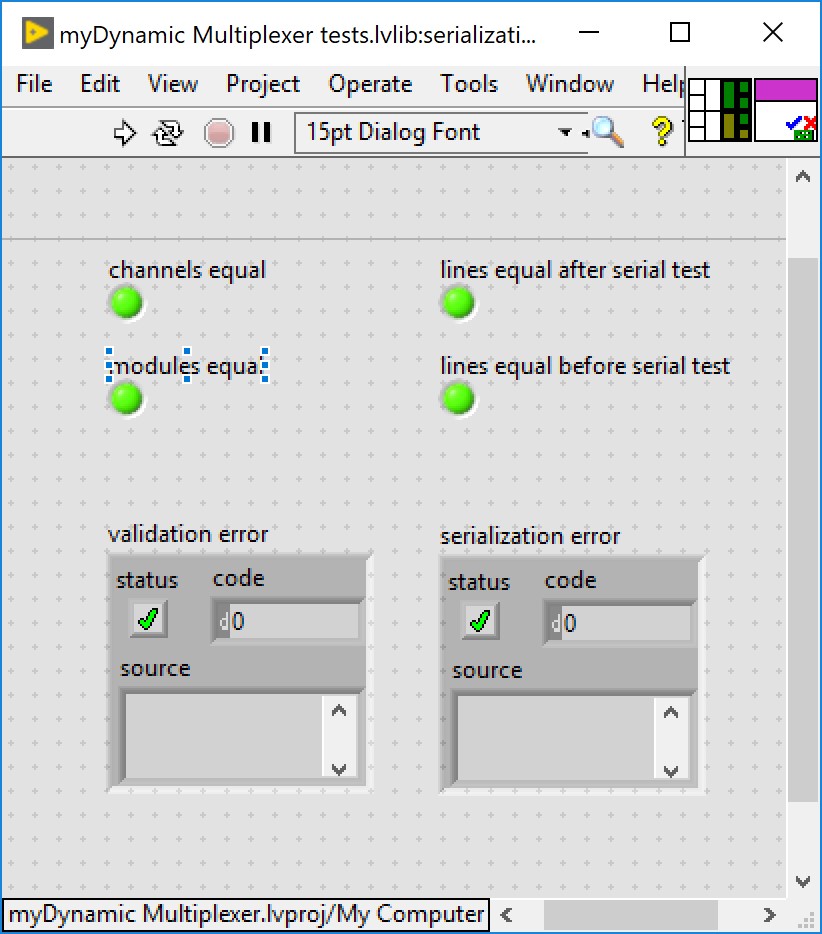 myDynamic Multiplexer tests.lvlib:serializati...
File Edit View Project Operate Tools Window Help
15pt Dialog Font
channels equal
lines equal after serial test
modules equal
lines equal before serial test
validation error
serialization error
status code
status code
d0
d0
source
source
myDynamic Multiplexer.lvproj/My Computer